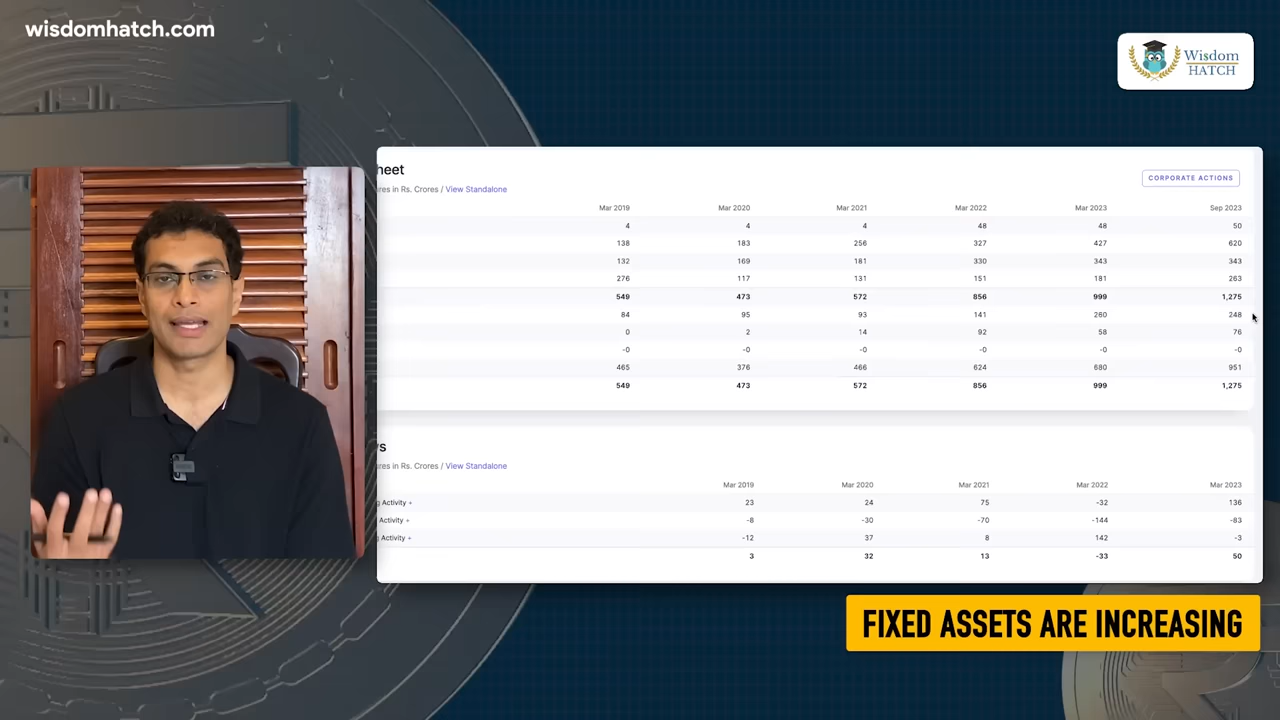 wisdomhatch.com
Wisdom
HATCH
heet
res in Rs. Crores / View Standalone
CORPORATE ACTIONS
Mar 2019 Mar 2020 Mar 2021 Mar 2022 Mar 2023 Sep 2023
4 4 4 48 48 50
138 183 256 327 427 620
132 169 181 330 343 343
276 117 131 151 181 263
549 473 572 856 999 1,275
84 95 93 141 260 248
0 2 14 92 58 76
-0 -0 -0 -0 -0 -0
465 376 466 624 680 951
549 473 572 856 999 1,275
s
res in Rs. Crores / View Standalone
Mar 2019 Mar 2020 Mar 2021 Mar 2022 Mar 2023
g Activity + 23 24 75 -32 136
Activity + -8 -30 -70 -144 -83
g Activity + -12 37 8 142 -3
3 32 13 -33 50
FIXED ASSETS ARE INCREASING